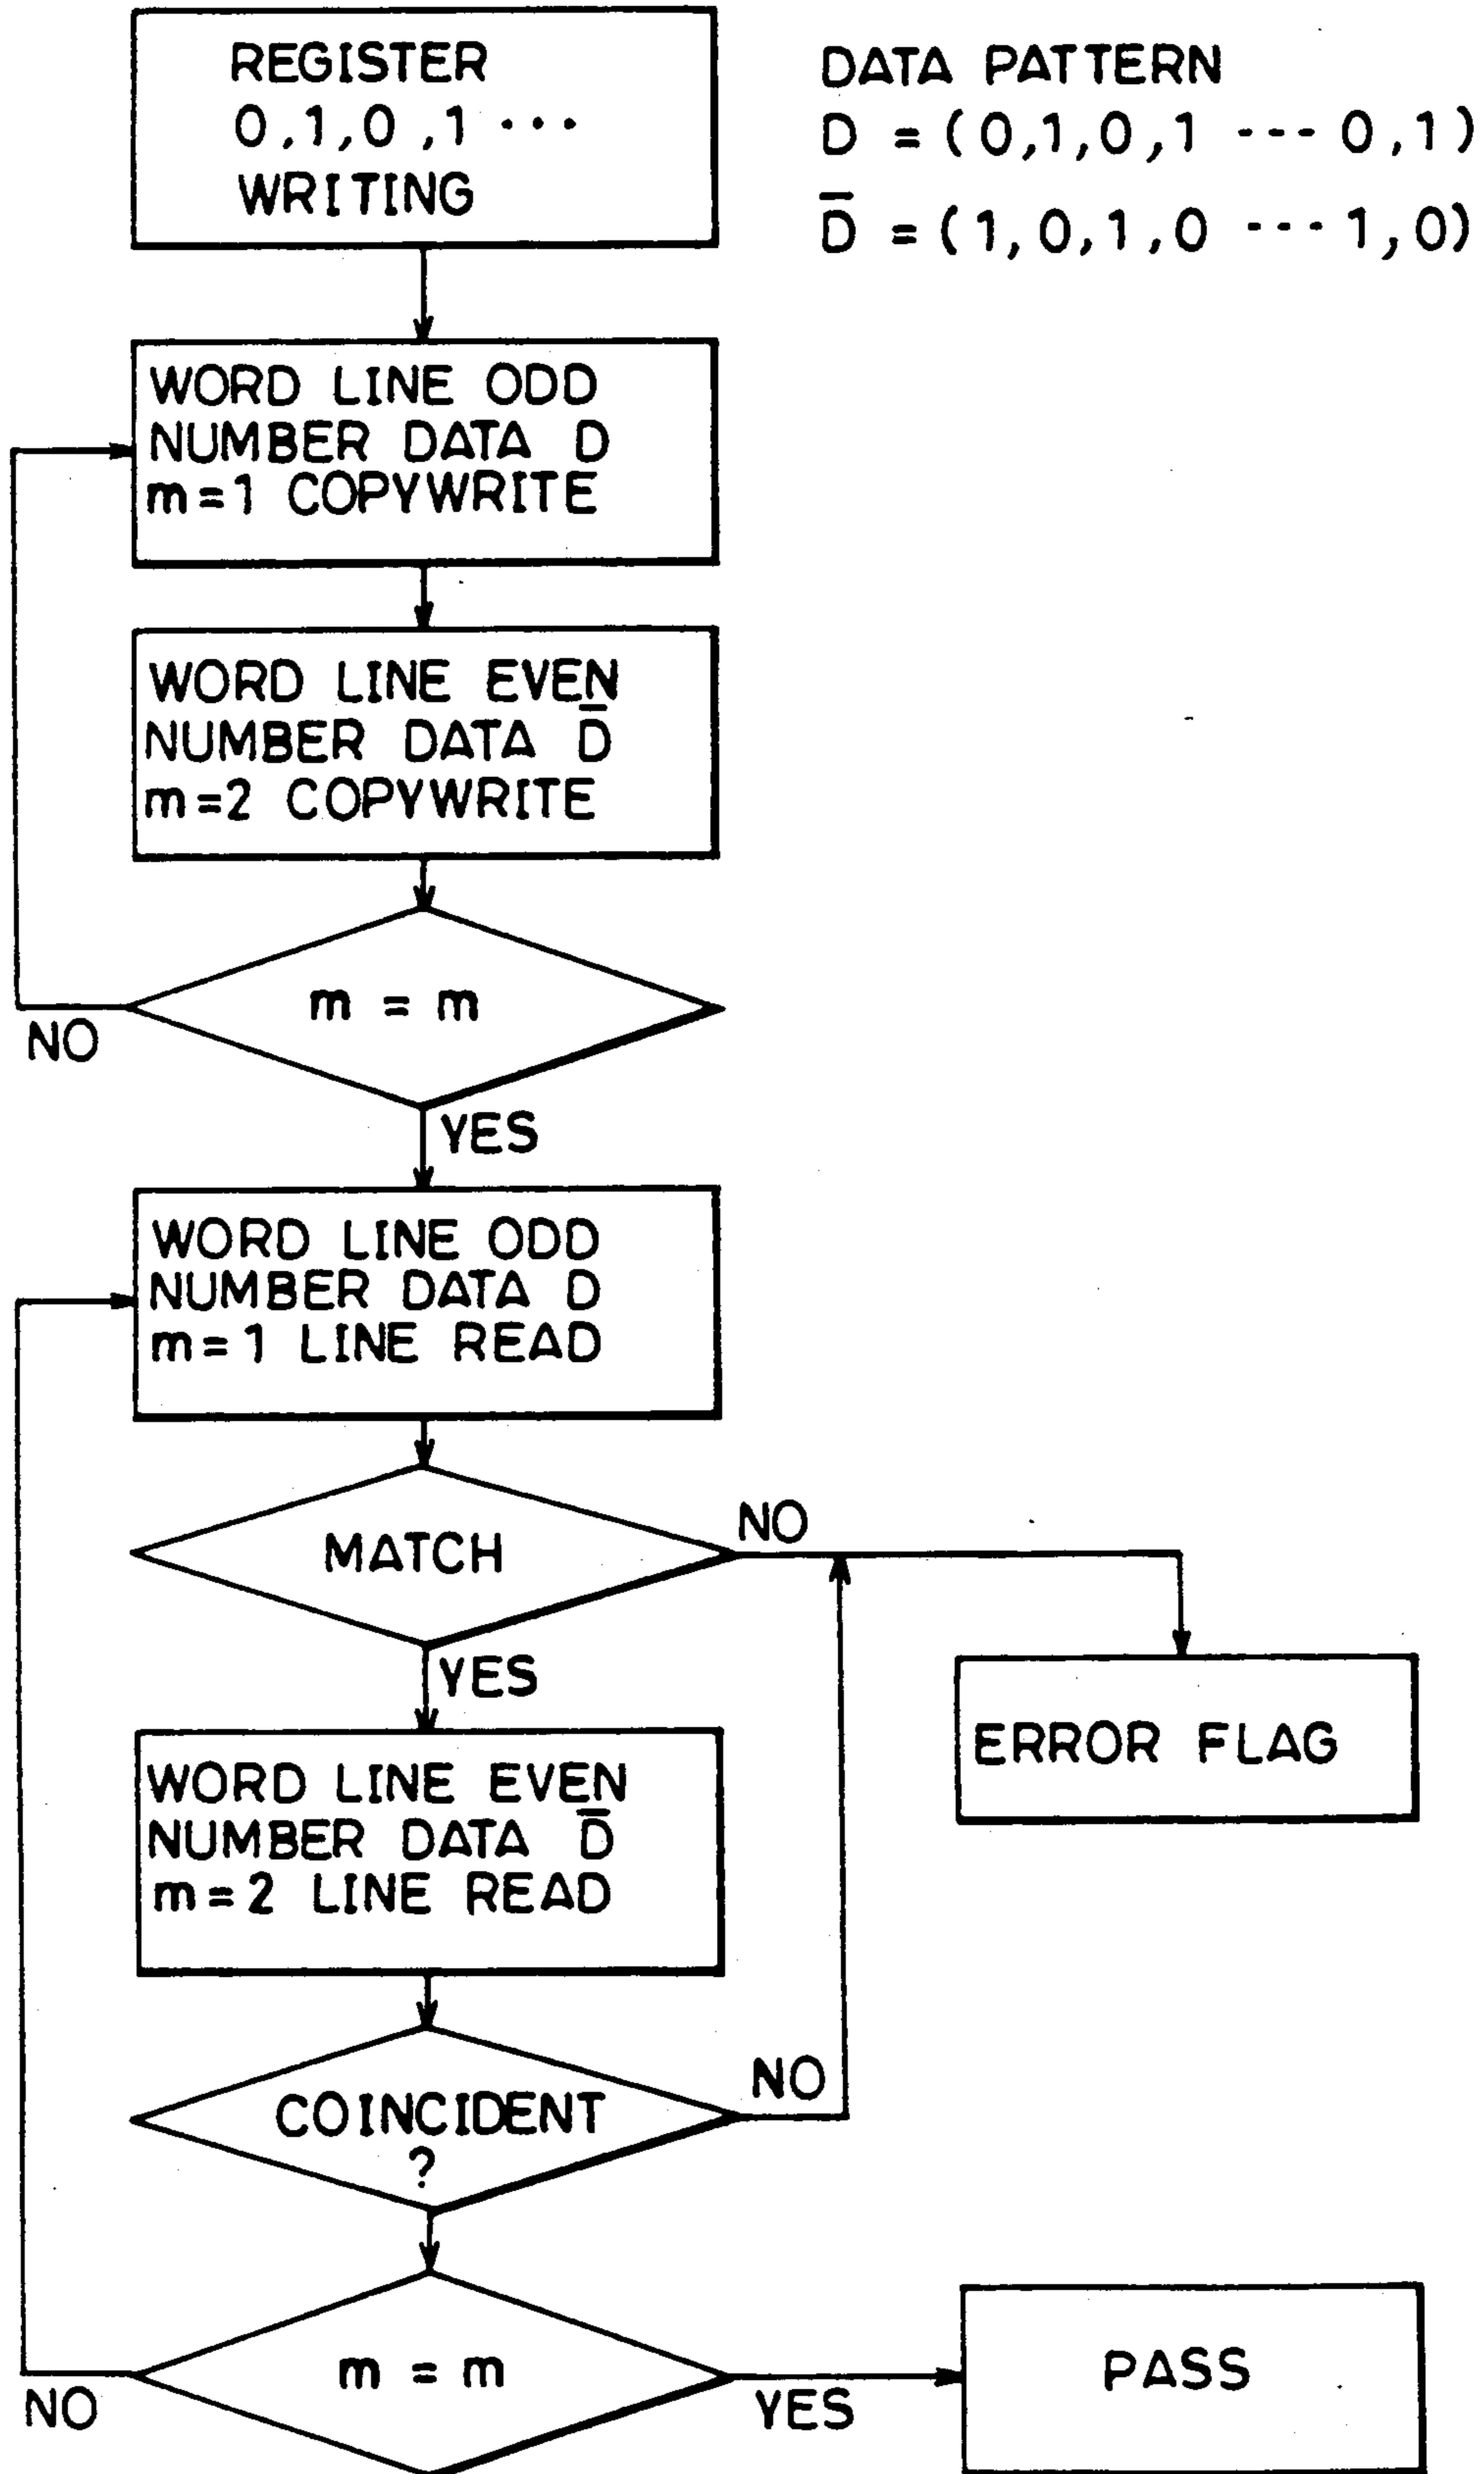 REGISTER
0,1,0,1 ···
WRITING
DATA PATTERN
D = (0,1,0,1 --- 0,1)
D̅ = (1,0,1,0 --- 1,0)
WORD LINE ODD
NUMBER DATA D
m=1 COPYWRITE
WORD LINE EVEN
NUMBER DATA D̅
m=2 COPYWRITE
m = m
NO
YES
WORD LINE ODD
NUMBER DATA D
m=1 LINE READ
MATCH
NO
YES
ERROR FLAG
WORD LINE EVEN
NUMBER DATA D̅
m=2 LINE READ
COINCIDENT
?
NO
m = m
NO
YES
PASS